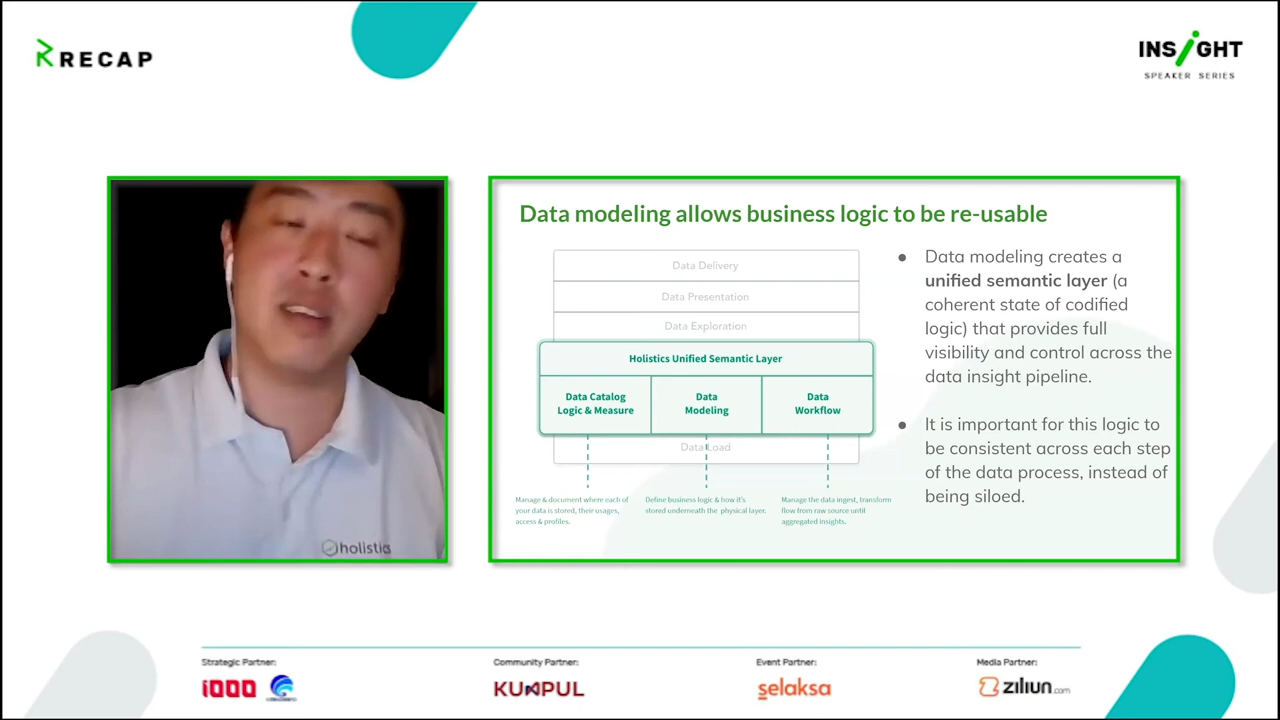 RECAP
INSIGHT
SPEAKER SERIES
Data modeling allows business logic to be re-usable
Data Delivery
Data Presentation
Data Exploration
Holistics Unified Semantic Layer
Data Catalog
Logic & Measure
Data
Modeling
Data
Workflow
Data Load
Manage & document where each of
your data is stored, their usages,
access & profiles.
Define business logic & how it's
stored underneath the physical layer.
Manage the data ingest, transform
flow from raw source until
aggregated insights.
● Data modeling creates a
unified semantic layer (a
coherent state of codified
logic) that provides full
visibility and control across the
data insight pipeline.
● It is important for this logic to
be consistent across each step
of the data process, instead of
being siloed.
holistics
Strategic Partner:
1000
Community Partner:
KUMPUL
Event Partner:
selaksa
Media Partner:
ziliun.com